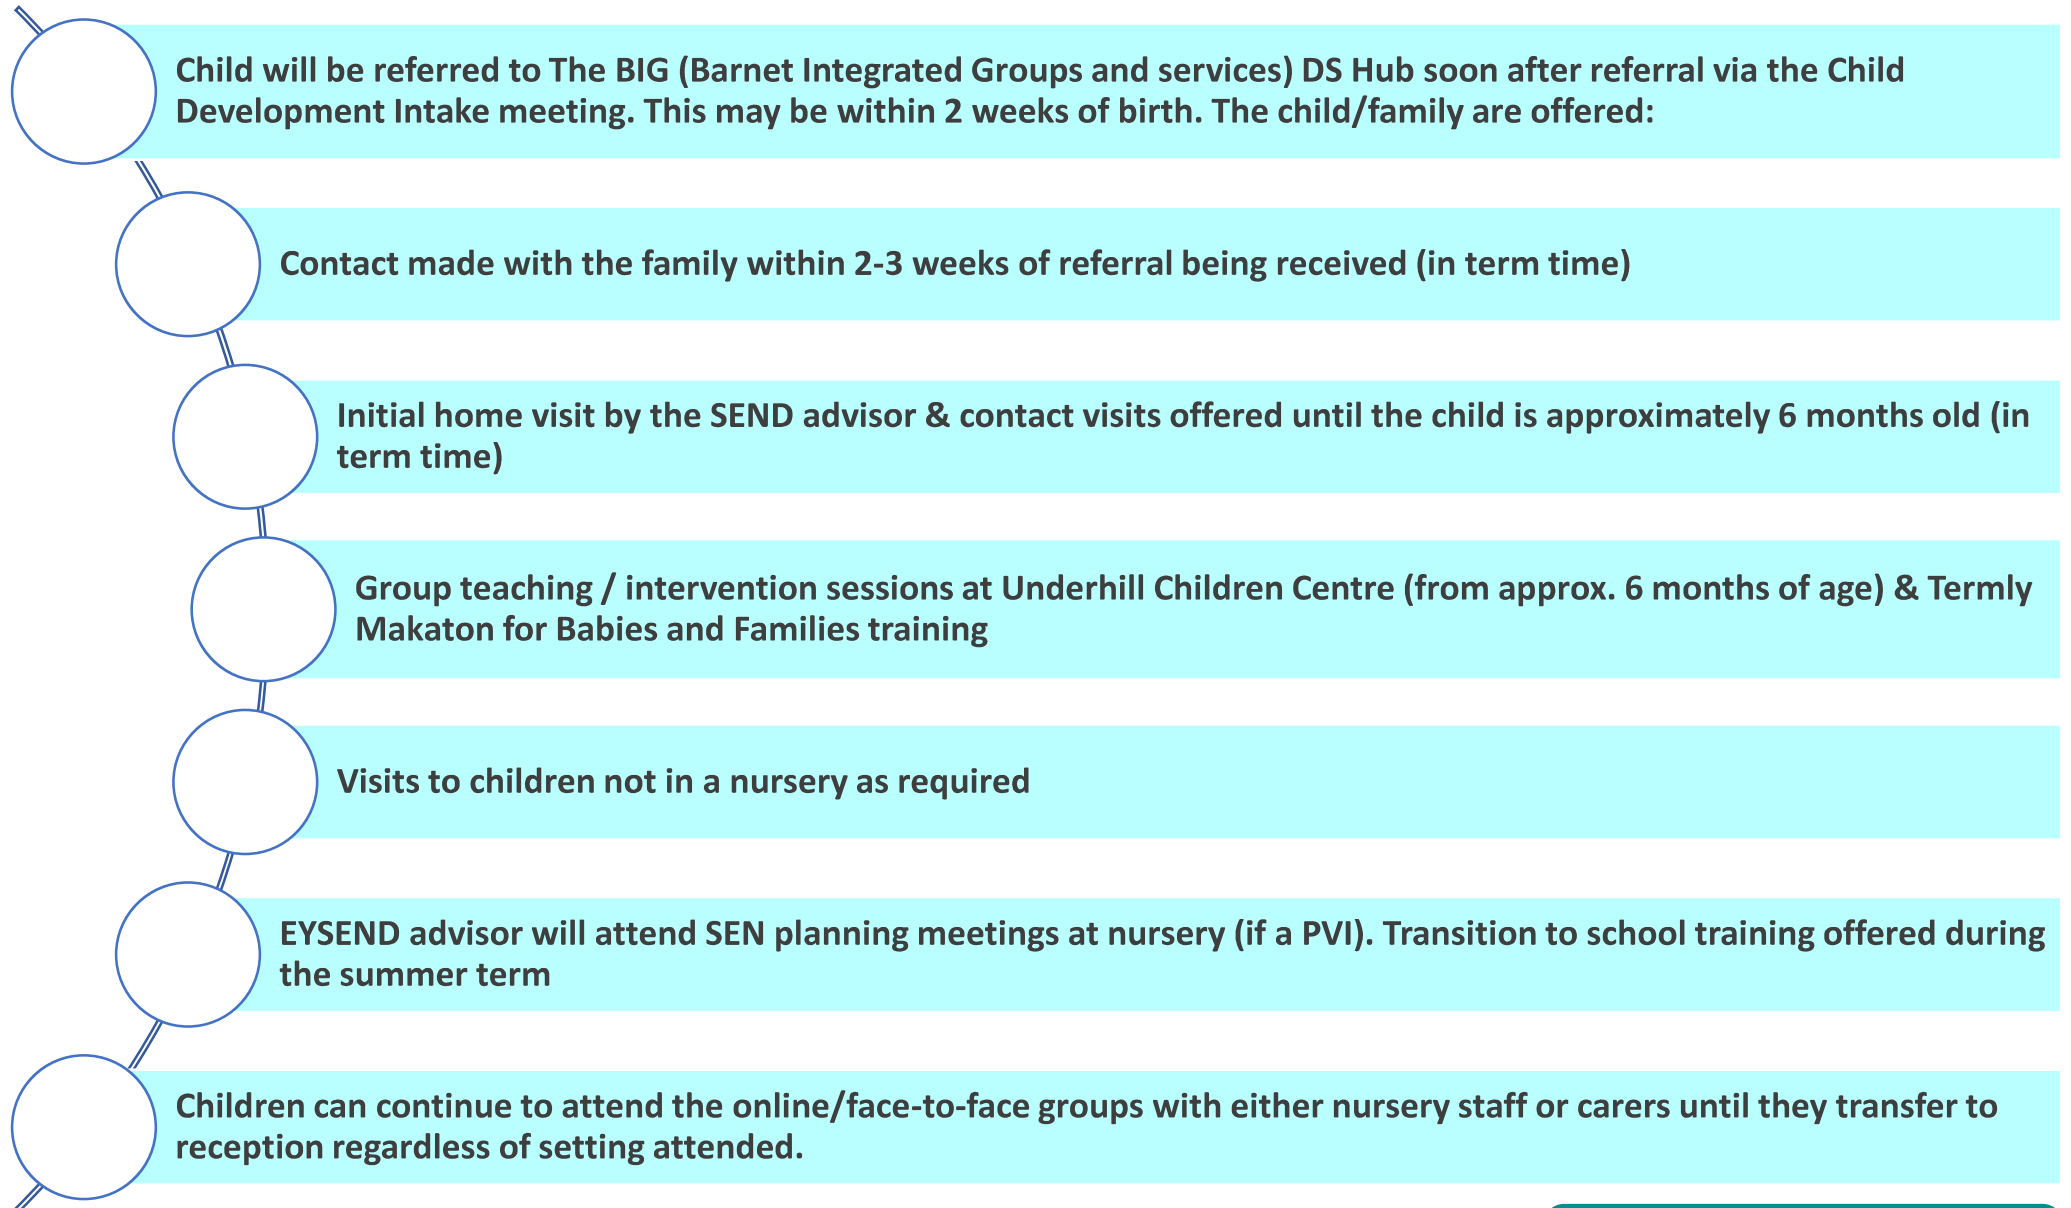 Child will be referred to The BIG (Barnet Integrated Groups and services) DS Hub soon after referral via the Child
Development Intake meeting. This may be within 2 weeks of birth. The child/family are offered:
Contact made with the family within 2-3 weeks of referral being received (in term time)
Initial home visit by the SEND advisor & contact visits offered until the child is approximately 6 months old (in
term time)
Group teaching / intervention sessions at Underhill Children Centre (from approx. 6 months of age) & Termly
Makaton for Babies and Families training
Visits to children not in a nursery as required
EYSEND advisor will attend SEN planning meetings at nursery (if a PVI). Transition to school training offered during
the summer term
Children can continue to attend the online/face-to-face groups with either nursery staff or carers until they transfer to
reception regardless of setting attended.